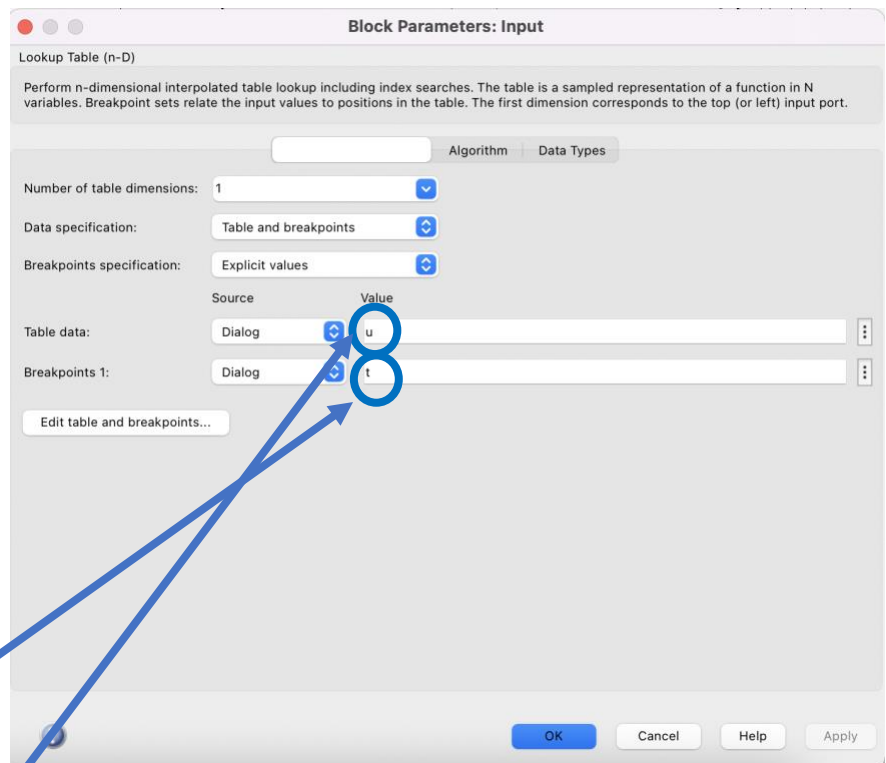 Block Parameters: Input
Lookup Table (n-D)
Perform n-dimensional interpolated table lookup including index searches. The table is a sampled representation of a function in N
variables. Breakpoint sets relate the input values to positions in the table. The first dimension corresponds to the top (or left) input port.
Algorithm Data Types
Number of table dimensions: 1
Data specification: Table and breakpoints
Breakpoints specification: Explicit values
Source Value
Table data: Dialog u
Breakpoints 1: Dialog t
Edit table and breakpoints...
OK Cancel Help Apply